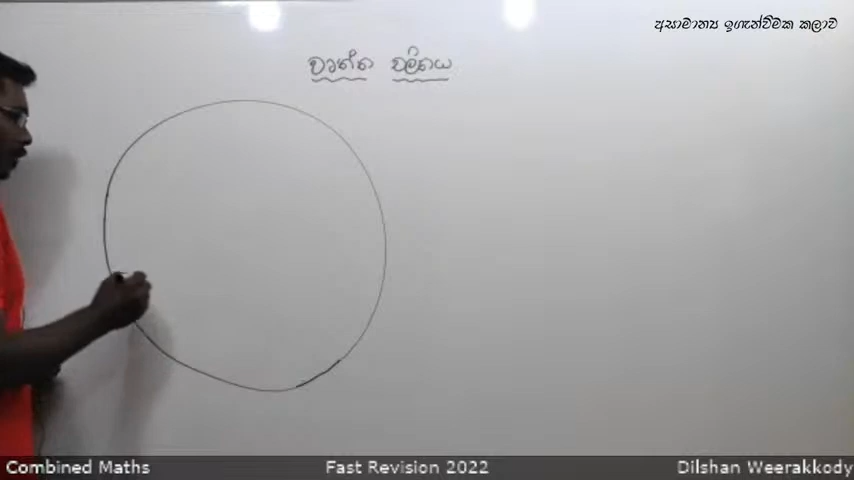 අසාමාන්‍ය ඉගැන්වීමක කලාව
වෘත්ත චලිතය
Combined Maths Fast Revision 2022 Dilshan Weerakkody